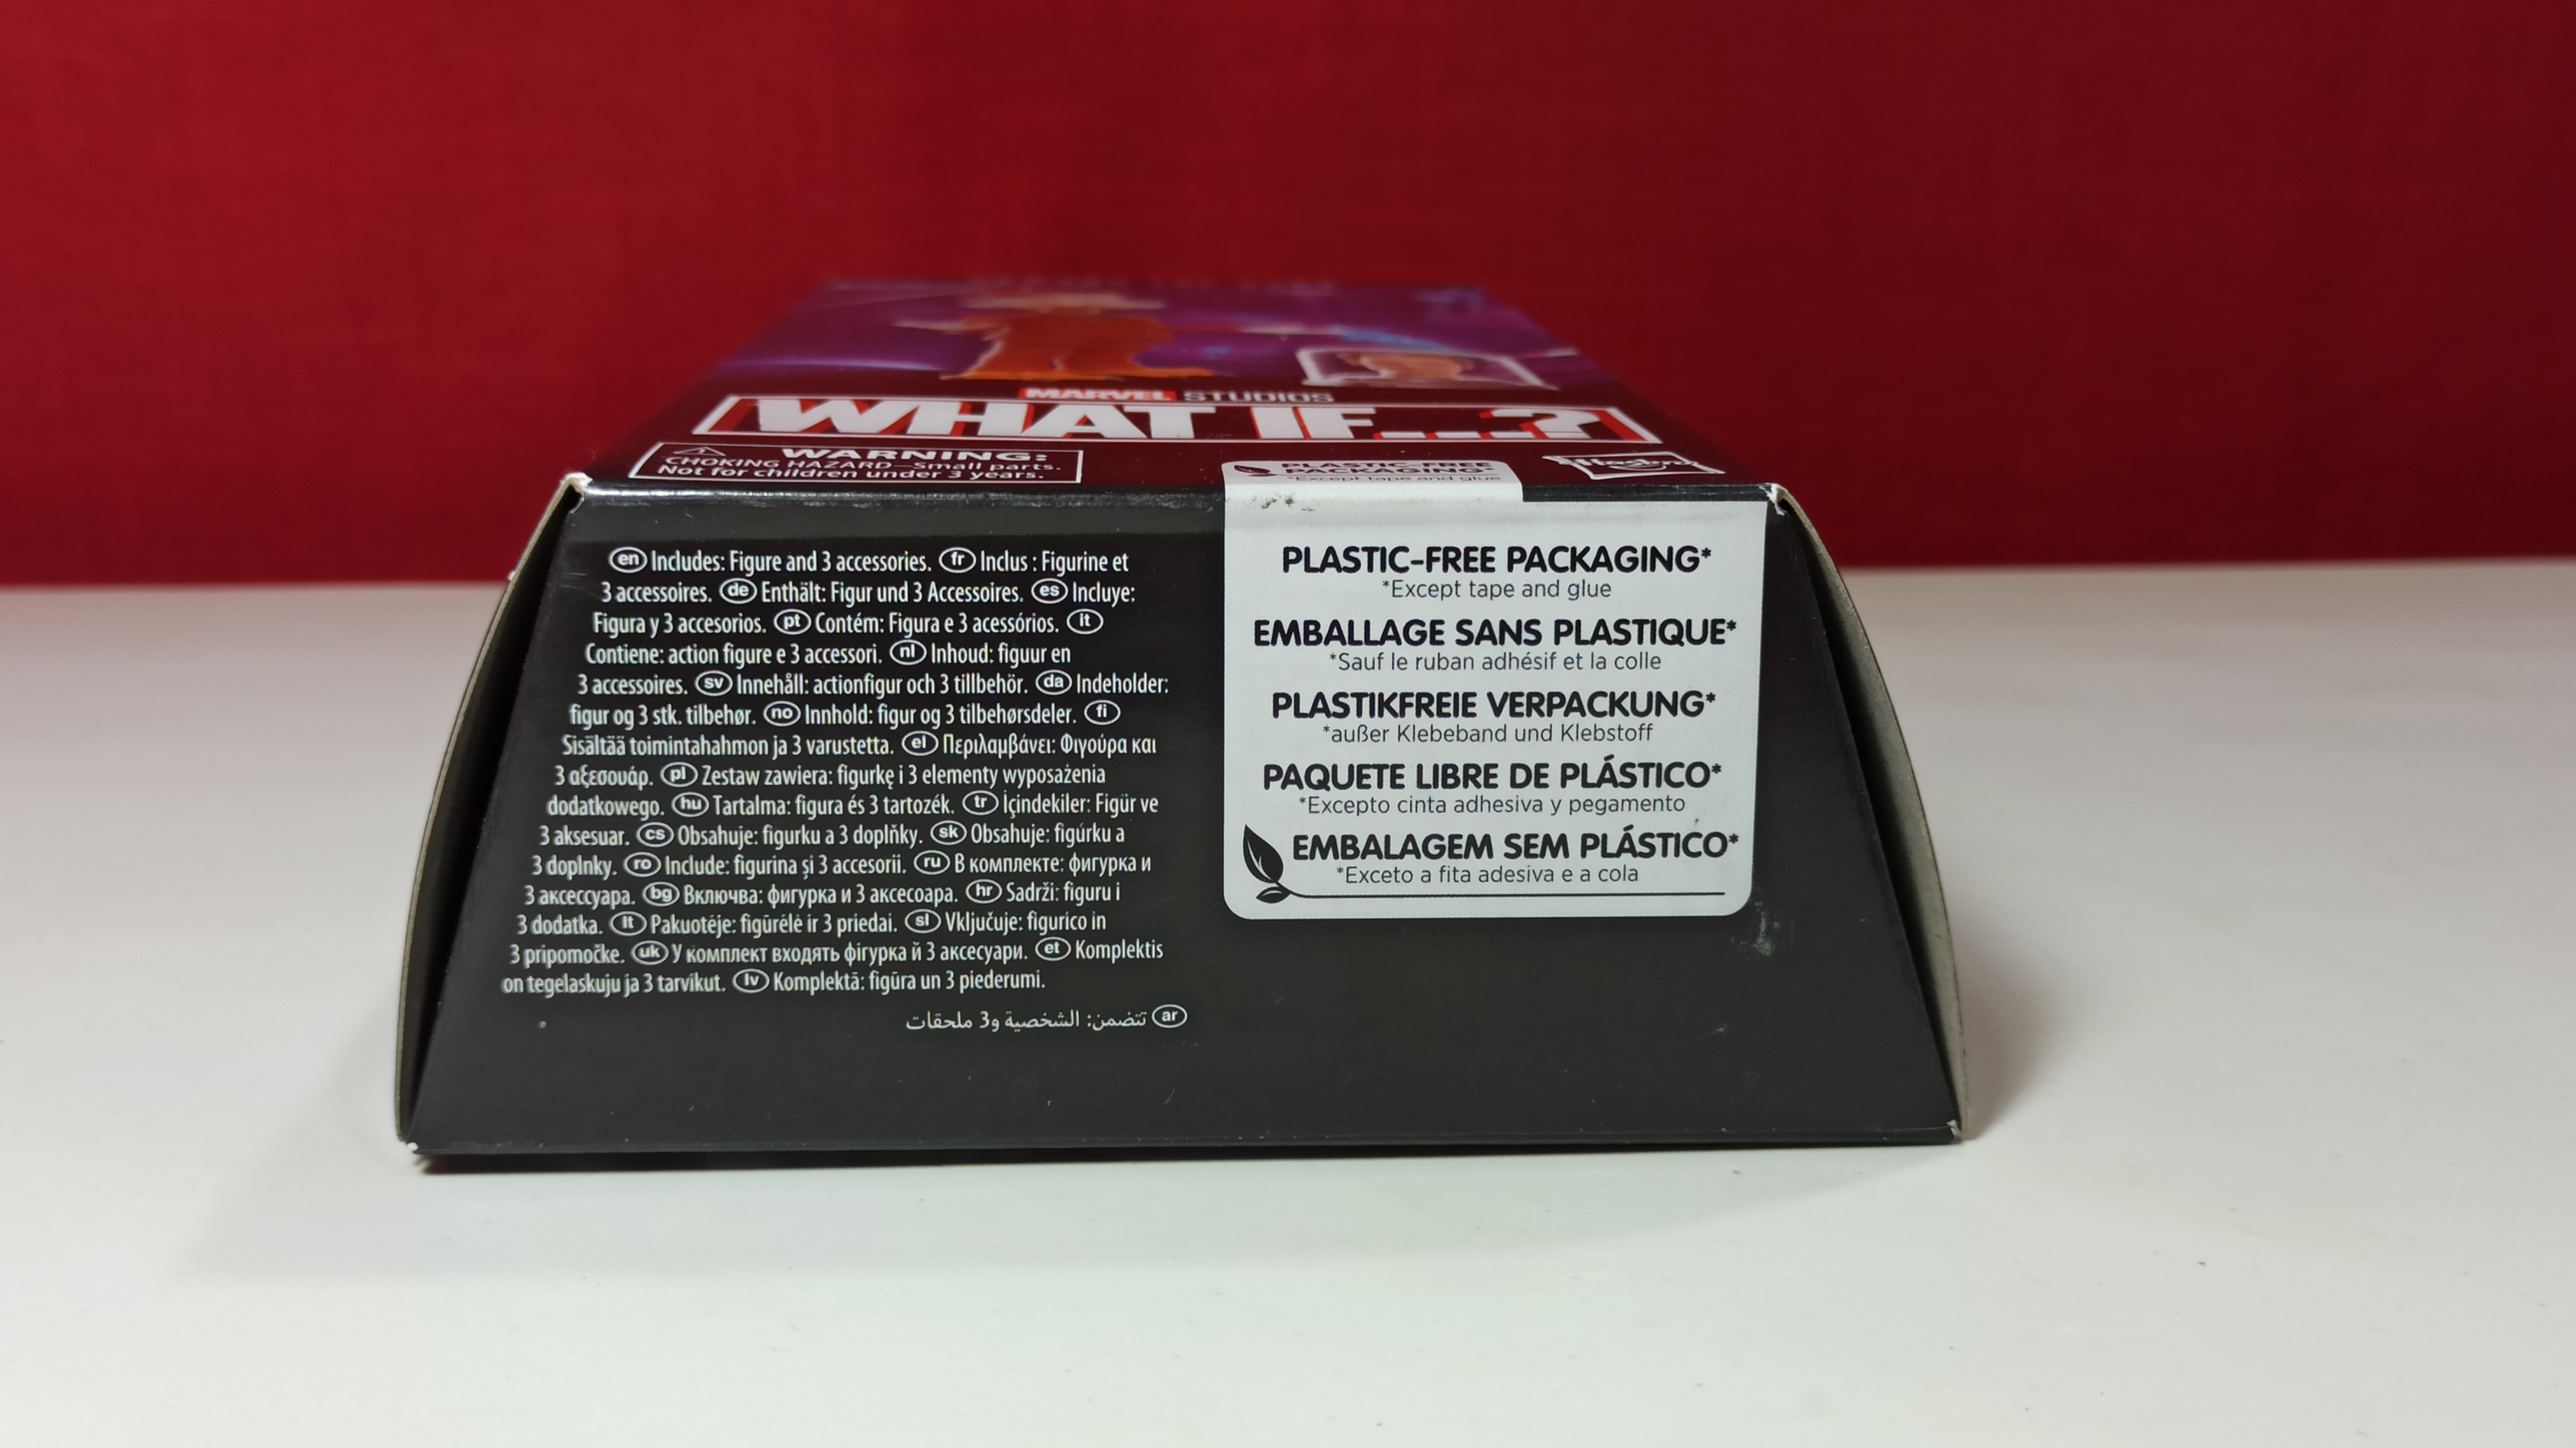 MARVEL STUDIOS
WHAT IF...?
WARNING:
CHOKING HAZARD—Small parts.
Not for children under 3 years.
PLASTIC-FREE
PACKAGING*
*Except tape and glue
Hasbro
en Includes: Figure and 3 accessories. fr Inclus : Figurine et
3 accessoires. de Enthält: Figur und 3 Accessoires. es Incluye:
Figura y 3 accesorios. pt Contém: Figura e 3 acessórios. it
Contiene: action figure e 3 accessori. nl Inhoud: figuur en
3 accessoires. sv Innehåll: actionfigur och 3 tillbehör. da Indeholder:
figur og 3 stk. tilbehør. no Innhold: figur og 3 tilbehørsdeler. fi
Sisältää toimintahahmon ja 3 varustetta. el Περιλαμβάνει: Φιγούρα και
3 αξεσουάρ. pl Zestaw zawiera: figurkę i 3 elementy wyposażenia
dodatkowego. hu Tartalma: figura és 3 tartozék. tr İçindekiler: Figür ve
3 aksesuar. cs Obsahuje: figurku a 3 doplňky. sk Obsahuje: figúrku a
3 doplnky. ro Include: figurina și 3 accesorii. ru В комплекте: фигурка и
3 аксессуара. bg Включва: фигурка и 3 аксесоара. hr Sadrži: figuru i
3 dodatka. lt Pakuotėje: figūrėlė ir 3 priedai. sl Vključuje: figurico in
3 pripomočke. uk У комплект входять фігурка й 3 аксесуари. et Komplektis
on tegelaskuju ja 3 tarvikut. lv Komplektā: figūra un 3 piederumi.
ar تتضمن: الشخصية و3 ملحقات
PLASTIC-FREE PACKAGING*
*Except tape and glue
EMBALLAGE SANS PLASTIQUE*
*Sauf le ruban adhésif et la colle
PLASTIKFREIE VERPACKUNG*
*außer Klebeband und Klebstoff
PAQUETE LIBRE DE PLÁSTICO*
*Excepto cinta adhesiva y pegamento
EMBALAGEM SEM PLÁSTICO*
*Exceto a fita adesiva e a cola